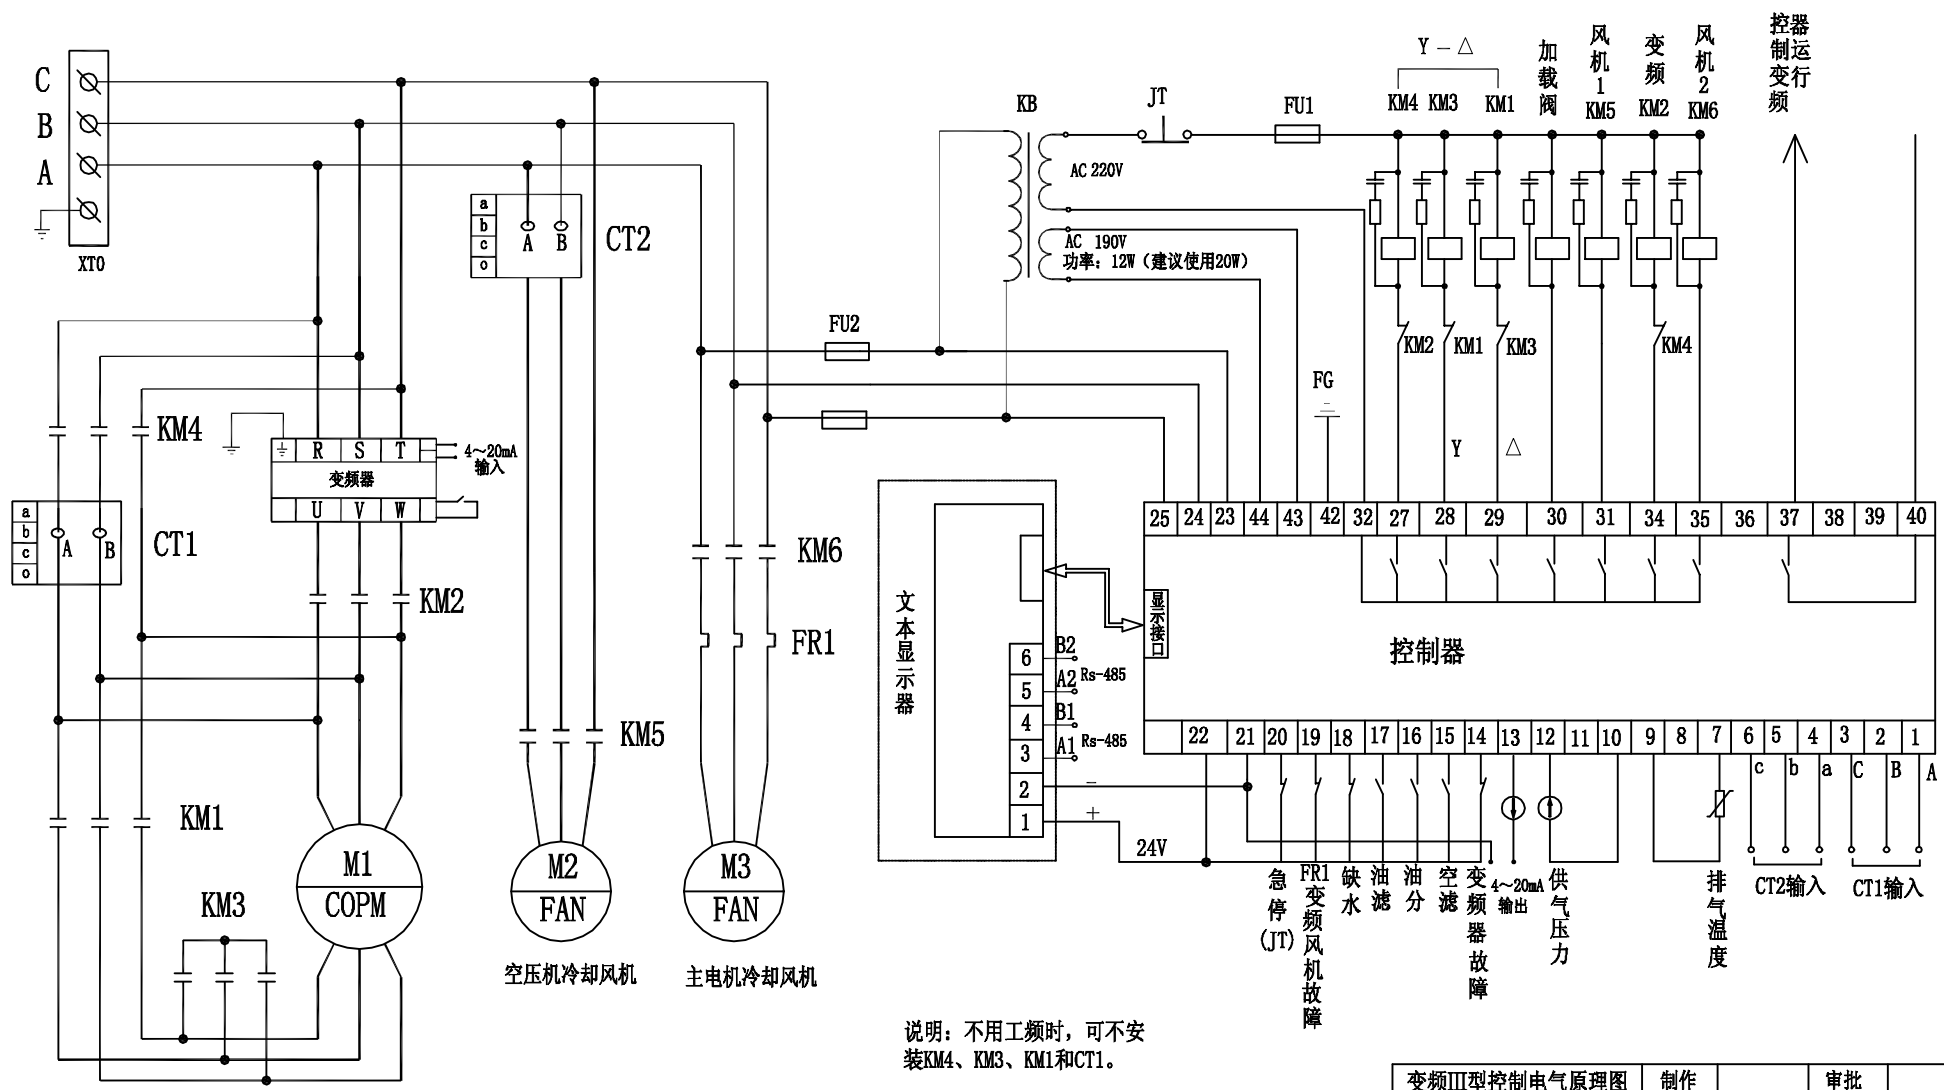 C
B
A
XT0
a
b
c
o
A
B
CT2
KM4
R
S
T
4～20mA
输入
变频器
U
V
W
a
b
c
o
A
B
CT1
KM2
KM1
M1
COPM
KM3
KM5
M2
FAN
空压机冷却风机
KM6
FR1
M3
FAN
主电机冷却风机
FU2
KB
JT
FU1
AC 220V
AC 190V
功率：12W（建议使用20W）
Y－△
KM4
KM3
KM1
加载阀
风机1
KM5
变频
KM2
风机2
KM6
控制变频
器运行
KM2
KM1
KM3
KM4
FG
Y
△
25
24
23
44
43
42
32
27
28
29
30
31
34
35
36
37
38
39
40
文本显示器
显示接口
控制器
6
B2
5
A2
Rs-485
4
B1
3
A1
Rs-485
2
－
1
＋
24V
22
21
20
19
18
17
16
15
14
13
12
11
10
9
8
7
6
5
4
3
2
1
c
b
a
C
B
A
急停(JT)
FR1
变频风机故障
缺水
油滤
油分
空滤
变频器故障
4～20mA
输出
供气压力
排气温度
CT2输入
CT1输入
说明：不用工频时，可不安
装KM4、KM3、KM1和CT1。
变频III型控制电气原理图
制作
审批